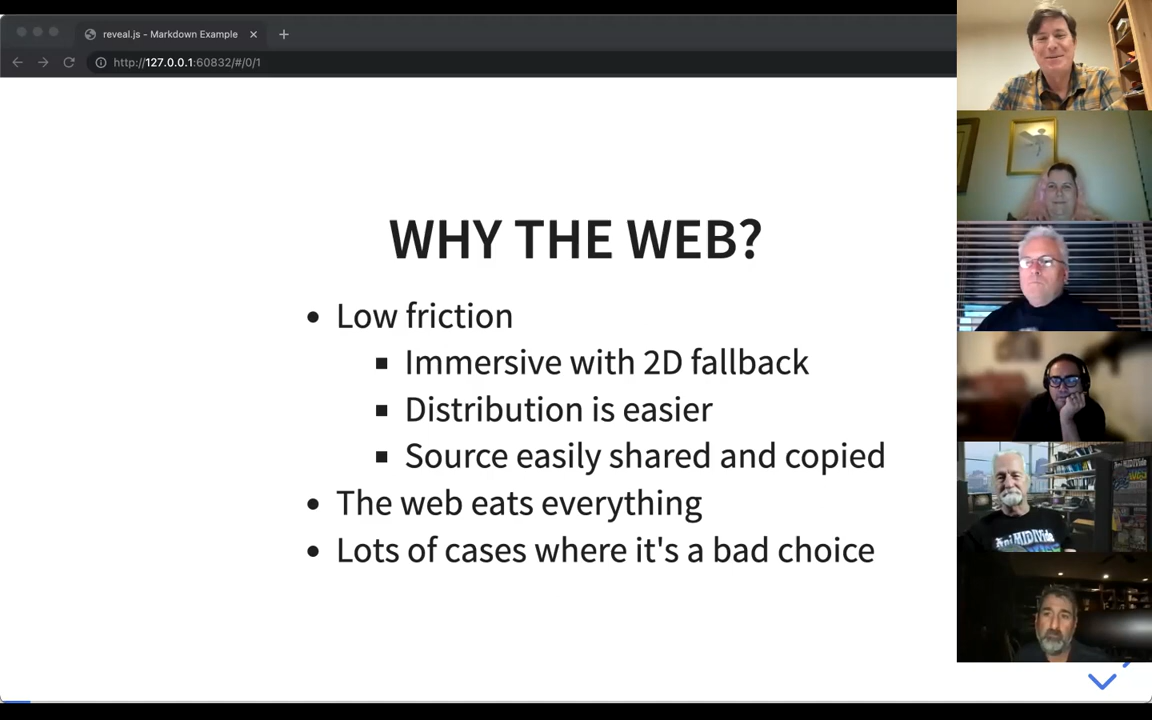 reveal.js - Markdown Example
http://127.0.0.1:60832/#/0/1
WHY THE WEB?
Low friction
Immersive with 2D fallback
Distribution is easier
Source easily shared and copied
The web eats everything
Lots of cases where it's a bad choice